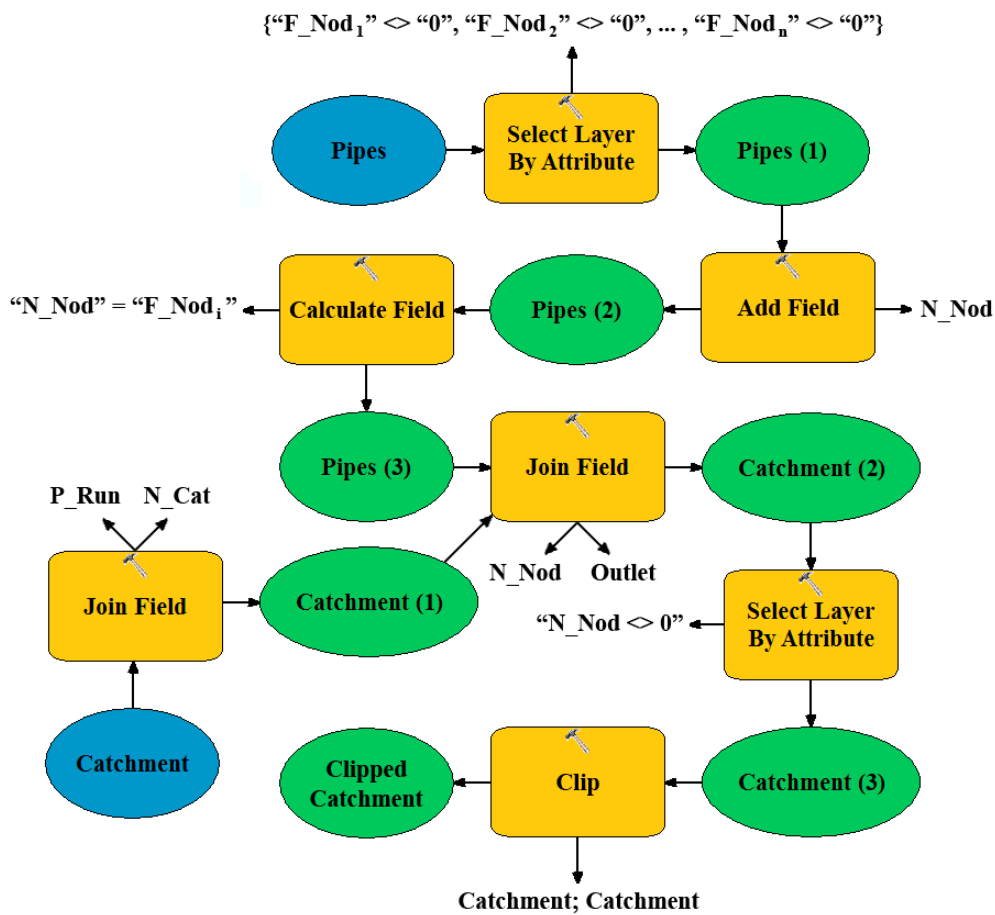 {“F_Nod₁” <> “0”, “F_Nod₂” <> “0”, ... , “F_Nodₙ” <> “0”}
Pipes
Select Layer
By Attribute
Pipes (1)
“N_Nod” = “F_Nodᵢ”
Calculate Field
Pipes (2)
Add Field
N_Nod
Pipes (3)
Join Field
Catchment (2)
P_Run
N_Cat
Join Field
Catchment (1)
N_Nod
Outlet
“N_Nod <> 0”
Select Layer
By Attribute
Catchment
Clipped
Catchment
Clip
Catchment (3)
Catchment; Catchment